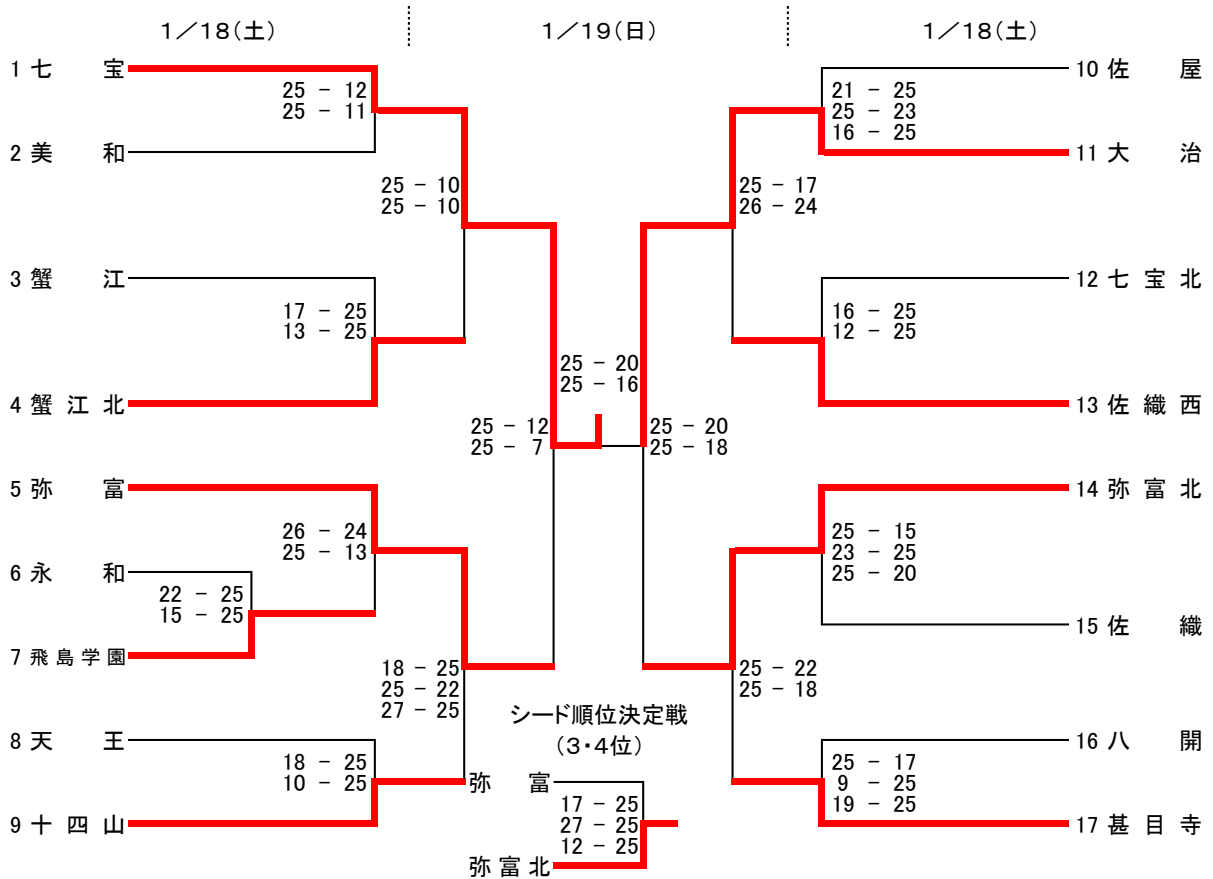 1/18(土)
1/19(日)
1/18(土)
1 七宝
25 - 12
25 - 11
2 美和
25 - 10
25 - 10
3 蟹江
17 - 25
13 - 25
4 蟹江北
25 - 12
25 - 7
5 弥富
26 - 24
25 - 13
6 永和
22 - 25
15 - 25
7 飛島学園
18 - 25
25 - 22
27 - 25
8 天王
18 - 25
10 - 25
9 十四山
25 - 20
25 - 16
シード順位決定戦
(3・4位)
弥富
17 - 25
27 - 25
12 - 25
弥富北
10 佐屋
21 - 25
25 - 23
16 - 25
11 大治
25 - 17
26 - 24
12 七宝北
16 - 25
12 - 25
13 佐織西
25 - 20
25 - 18
14 弥富北
25 - 15
23 - 25
25 - 20
15 佐織
25 - 22
25 - 18
16 八開
25 - 17
9 - 25
19 - 25
17 甚目寺